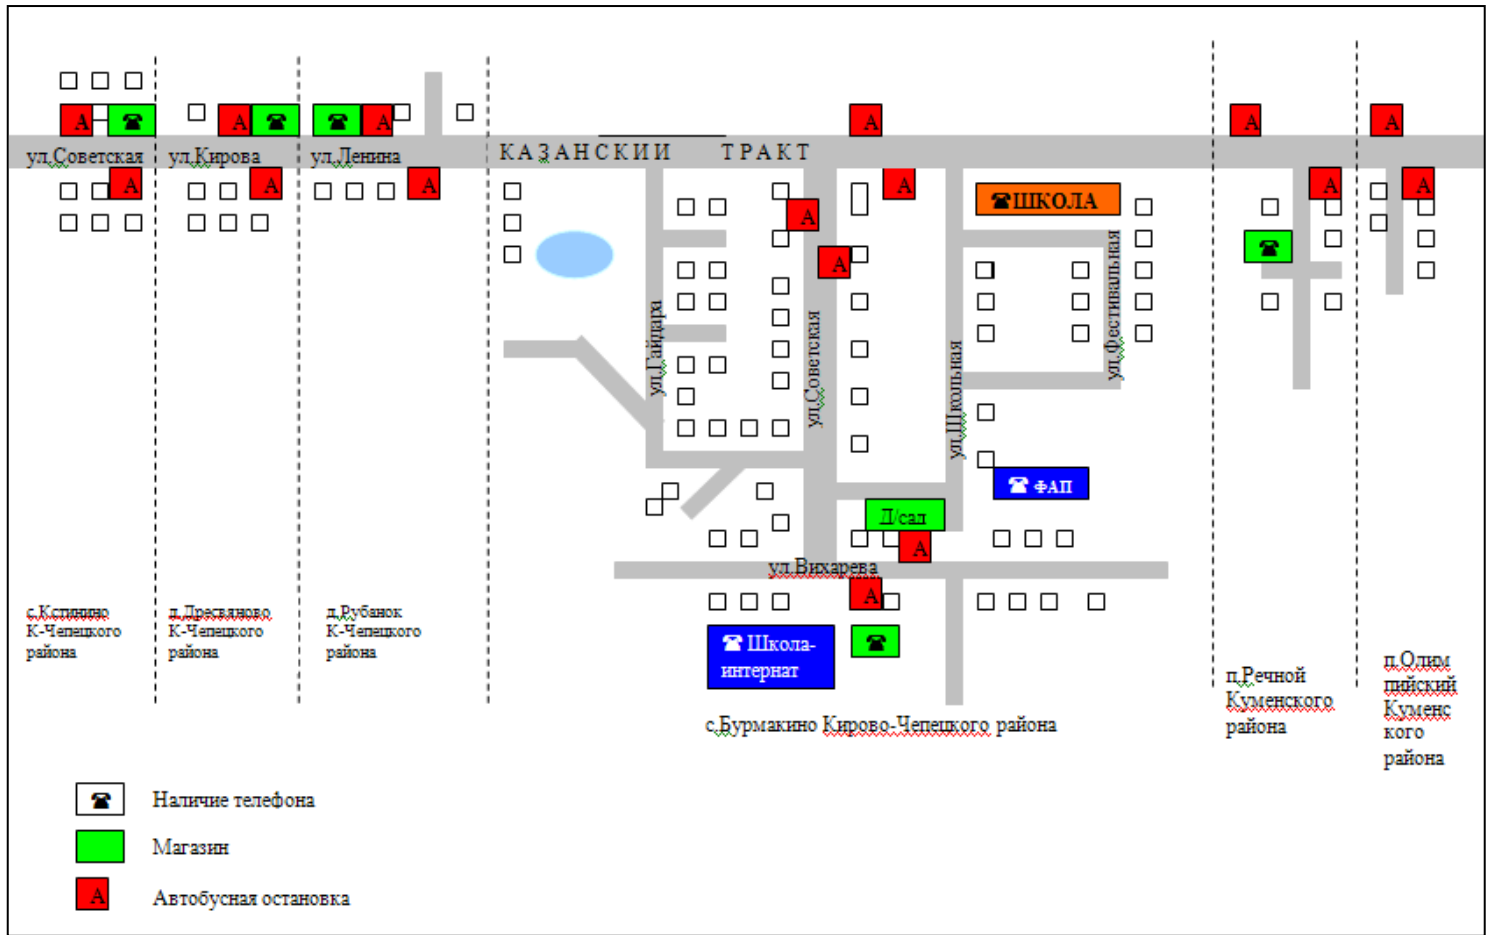 А ☎ А ☎ ☎ А А А А
ул.Советская ул.Кирова ул.Ленина КАЗАНСКИИ ТРАКТ
А А А А А А
☎ШКОЛА
А
☎
А
ул.Гайдара
ул.Советская
ул.Школьная
ул.Фестивальная
☎ ФАП
Д/сад
А
ул.Вихарева
А
☎ Школа-
интернат
☎
с.Кстинино
К-Чепецкого
района
д.Дресвяново
К-Чепецкого
района
д.Рубанок
К-Чепецкого
района
с.Бурмакино Кирово-Чепецкого района
п.Речной
Куменского
района
п.Олим
пийский
Куменс
кого
района
☎ Наличие телефона
Магазин
А Автобусная остановка